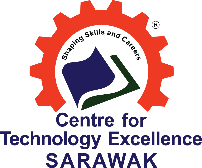 ®
Shaping Skills and Careers
Centre for
Technology Excellence
SARAWAK